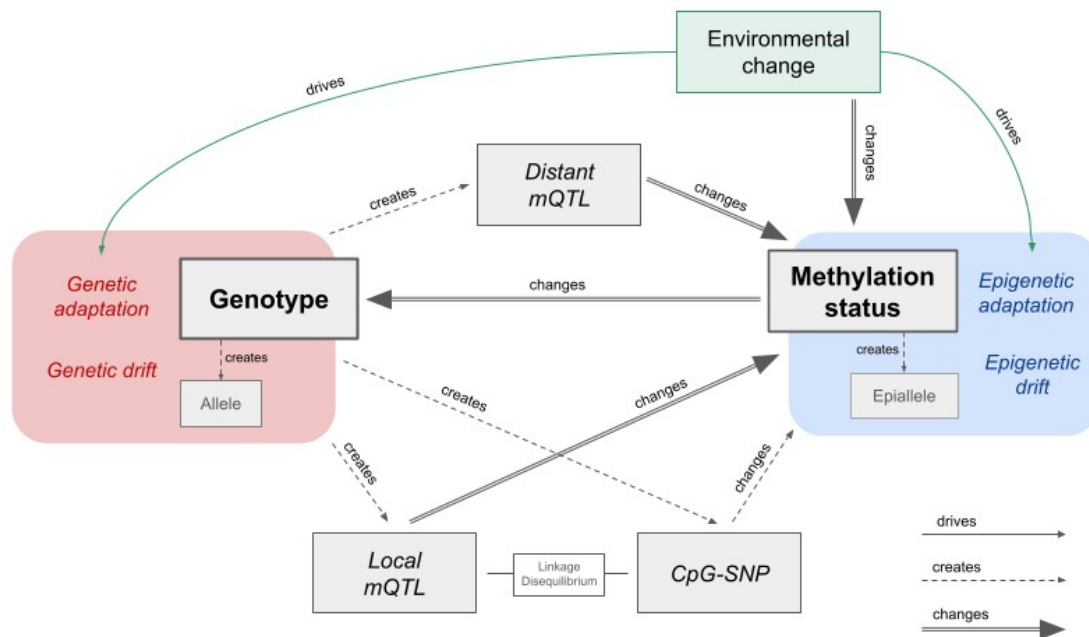 Environmental
change
drives
drives
changes
Distant
mQTL
creates
changes
Genetic
adaptation
Genotype
changes
Methylation
status
Epigenetic
adaptation
Genetic drift
creates
Allele
creates
Epiallele
Epigenetic
drift
creates
creates
changes
changes
Local
mQTL
Linkage
Disequilibrium
CpG-SNP
drives
creates
changes